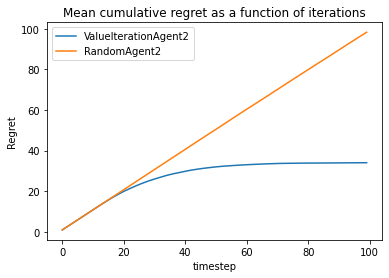 Mean cumulative regret as a function of iterations
ValueIterationAgent2
RandomAgent2
100
80
60
40
20
0
Regret
0 20 40 60 80 100
timestep